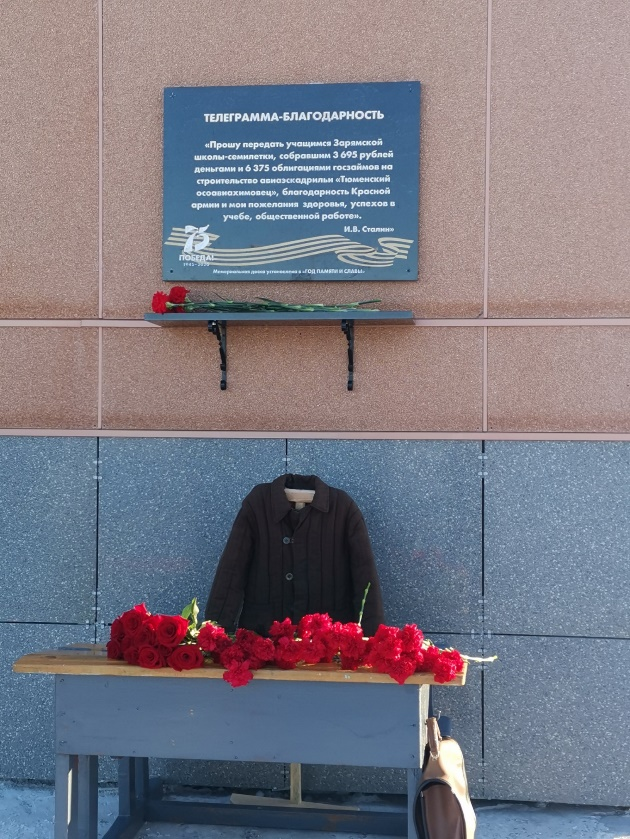 ТЕЛЕГРАММА-БЛАГОДАРНОСТЬ
«Прошу передать учащимся Зарямской
школы-семилетки, собравшим 3 695 рублей
деньгами и 6 375 облигациями госзаймов на
строительство авиаэскадрильи «Тюменский
осоавиахимовец», благодарность Красной
армии и мои пожелания здоровья, успехов в
учебе, общественной работе».
И.В. Сталин»
75
ПОБЕДА!
1945–2020
Мемориальная доска установлена в «ГОД ПАМЯТИ И СЛАВЫ»